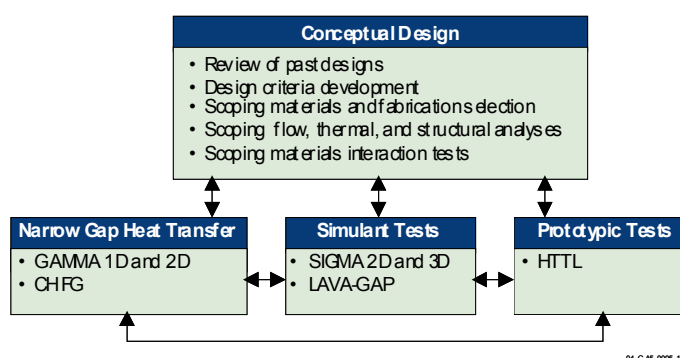 Conceptual Design
• Review of past designs
• Design criteria development
• Scoping materials and fabrication selection
• Scoping flow, thermal, and structural analyses
• Scoping materials interaction tests
Narrow Gap Heat Transfer
• GAMMA 1D and 2D
• CHFG
Simulant Tests
• SIGMA 2D and 3D
• LAVA-GAP
Prototypic Tests
• HTTL